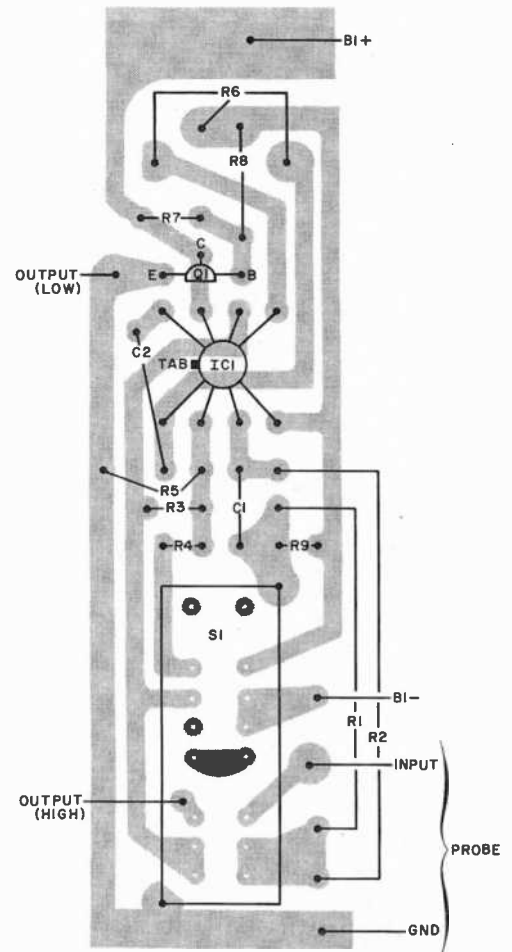 B1+
R6
R8
R7
C
OUTPUT
(LOW)
E
Q1
B
C2
TAB
IC1
R5
R3
C1
R4
R9
S1
B1-
R1
R2
INPUT
OUTPUT
(HIGH)
PROBE
GND